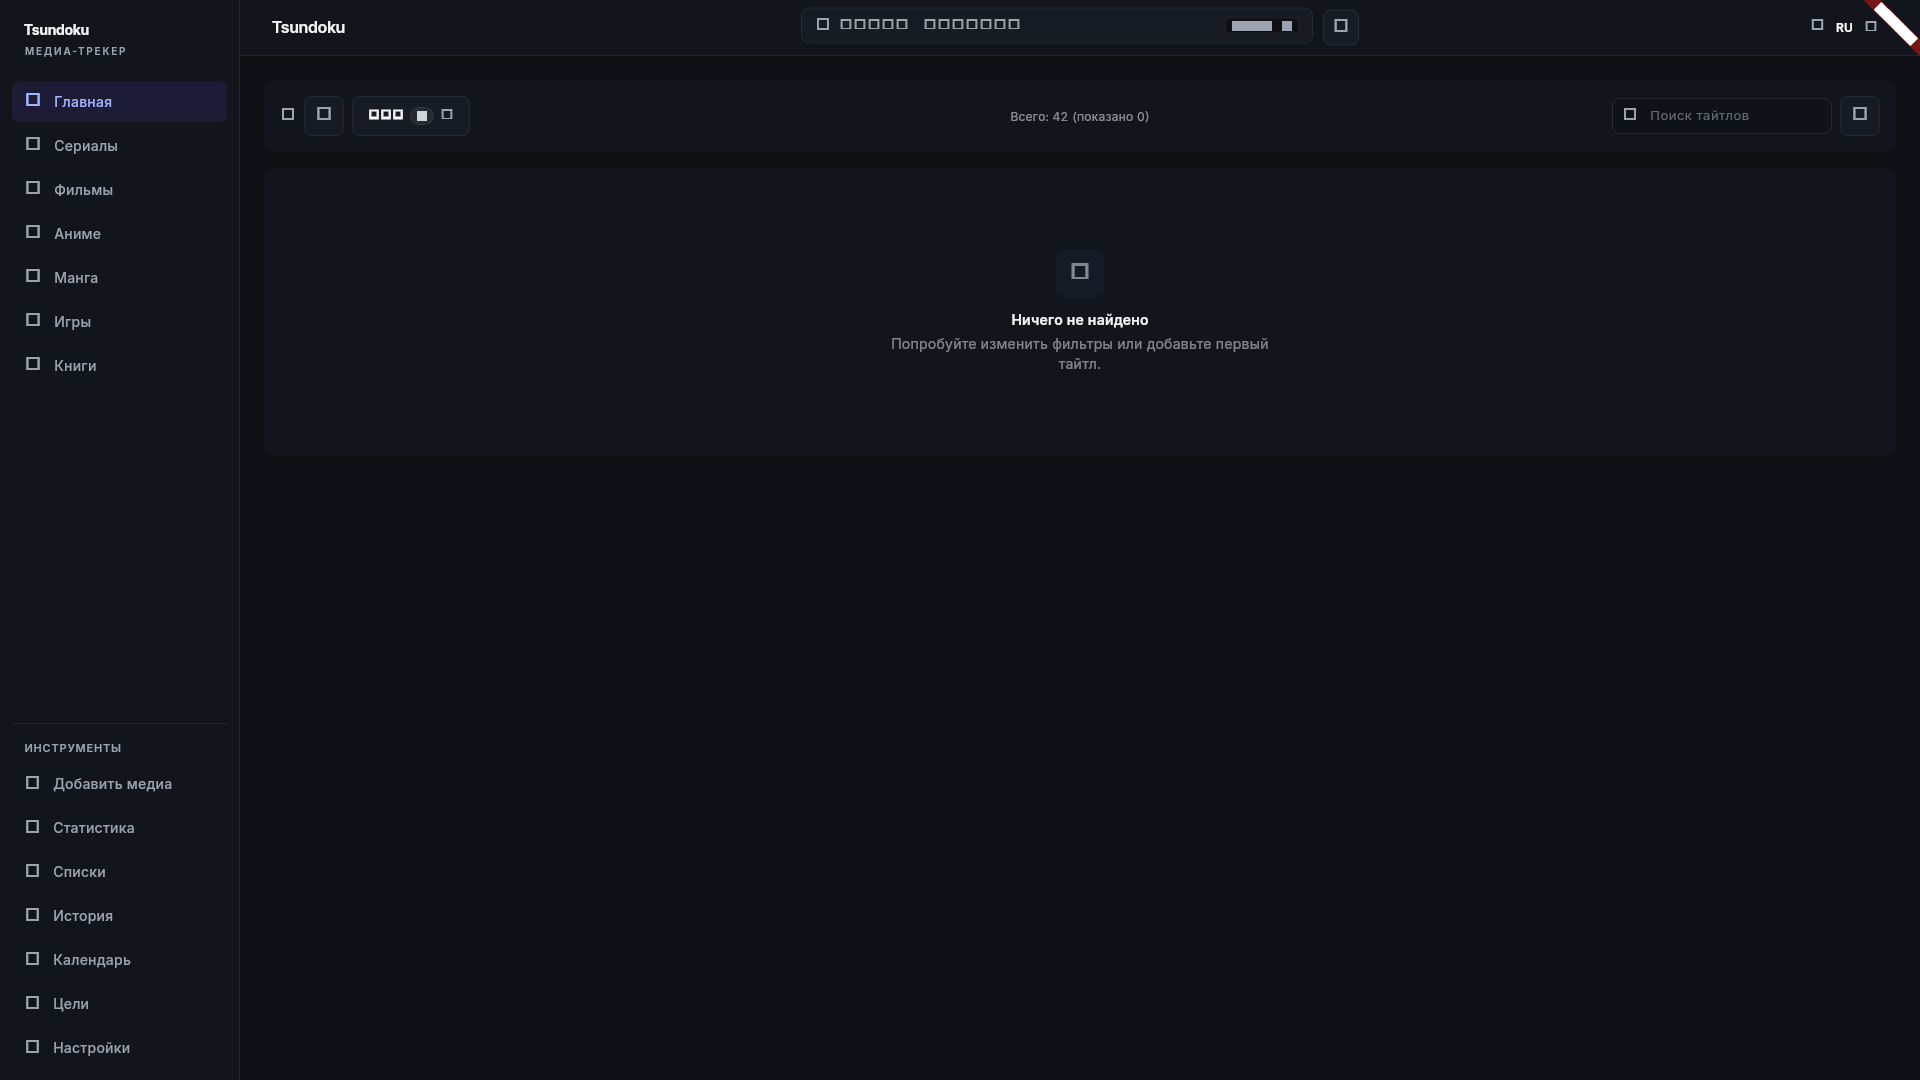 Tsundoku
МЕДИА-ТРЕКЕР
Главная
Сериалы
Фильмы
Аниме
Манга
Игры
Книги
ИНСТРУМЕНТЫ
Добавить медиа
Статистика
Списки
История
Календарь
Цели
Настройки
Tsundoku
RU
Всего: 42 (показано 0)
Поиск тайтлов
Ничего не найдено
Попробуйте изменить фильтры или добавьте первый
тайтл.